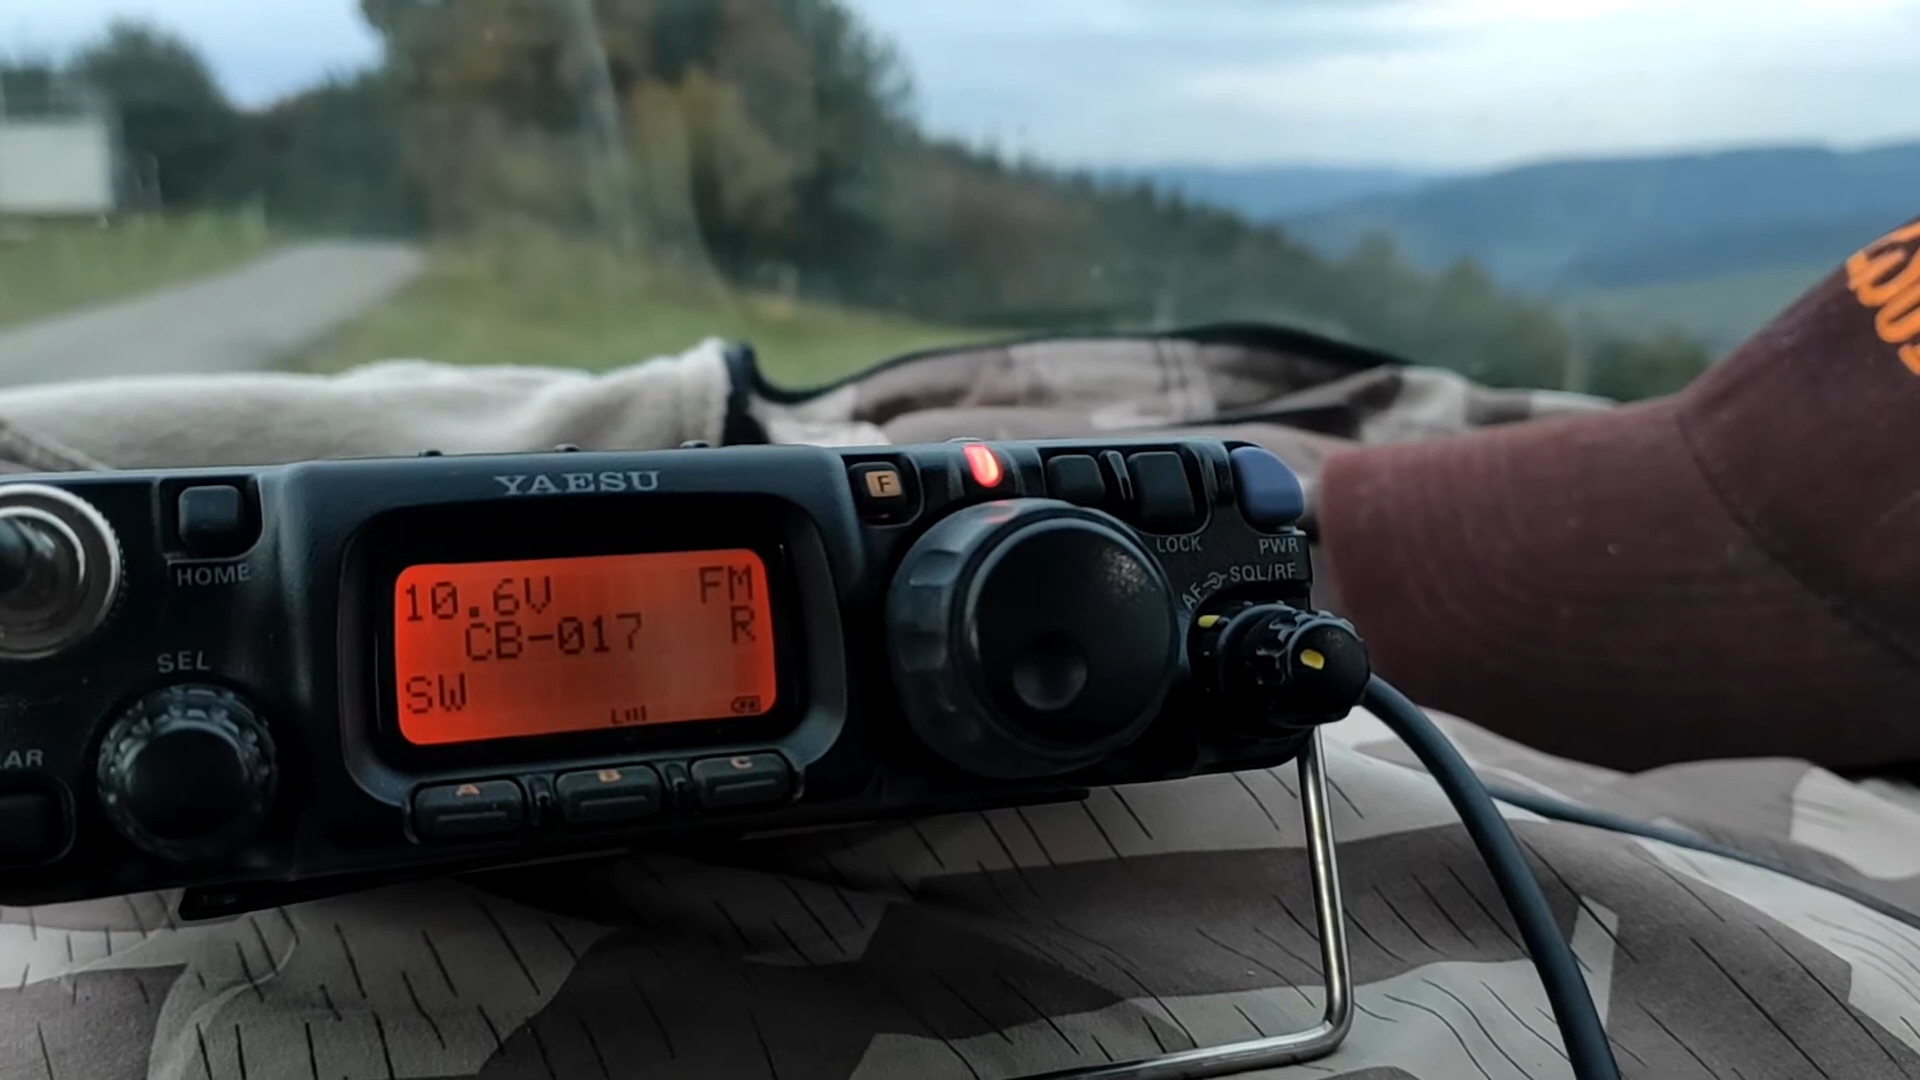 YAESU
F
HOME
LOCK
PWR
AF
SQL/RF
10.6V FM
CB-017 R
SW
SEL
A B C